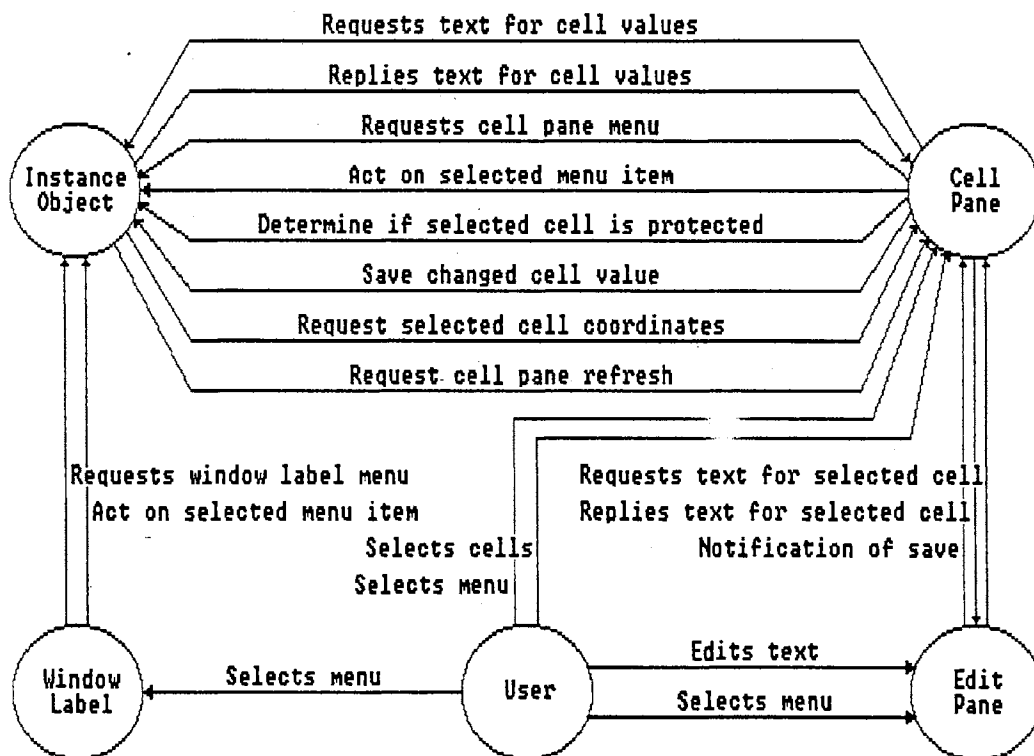 Requests text for cell values
Replies text for cell values
Requests cell pane menu
Instance
Object
Act on selected menu item
Cell
Pane
Determine if selected cell is protected
Save changed cell value
Request selected cell coordinates
Request cell pane refresh
Requests window label menu
Act on selected menu item
Requests text for selected cell
Replies text for selected cell
Selects cells
Notification of save
Selects menu
Window
Label
Selects menu
User
Edits text
Selects menu
Edit
Pane